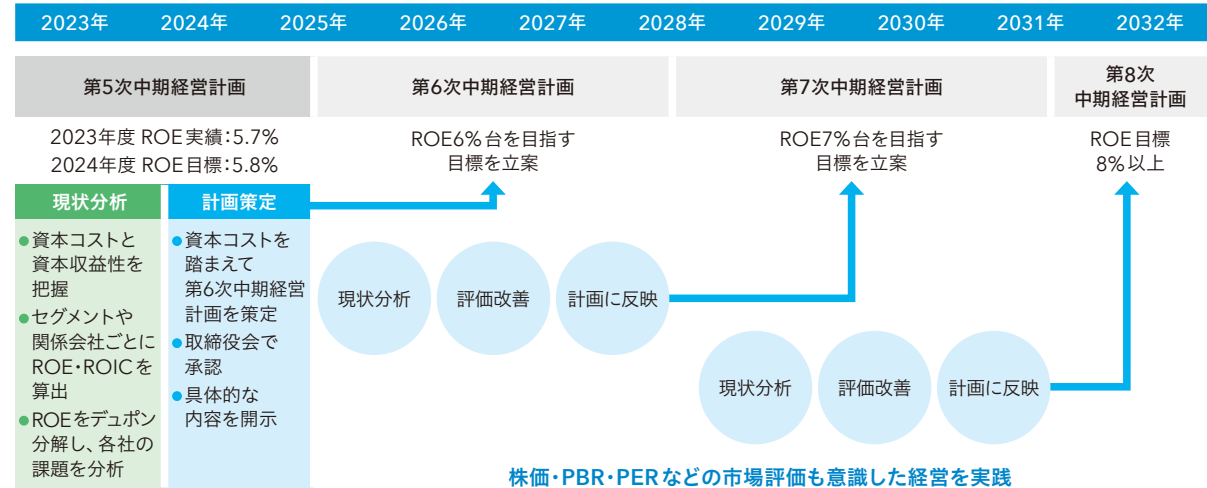 2023年 2024年 2025年 2026年 2027年 2028年 2029年 2030年 2031年 2032年
第5次中期経営計画
2023年度 ROE実績：5.7%
2024年度 ROE目標：5.8%
第6次中期経営計画
ROE6%台を目指す
目標を立案
第7次中期経営計画
ROE7%台を目指す
目標を立案
第8次
中期経営計画
ROE目標
8%以上
現状分析
●資本コストと
資本収益性を
把握
●セグメントや
関係会社ごとに
ROE・ROICを
算出
●ROEをデュポン
分解し、各社の
課題を分析
計画策定
●資本コストを
踏まえて
第6次中期経営
計画を策定
●取締役会で
承認
●具体的な
内容を開示
現状分析 評価改善 計画に反映
現状分析 評価改善 計画に反映
株価・PBR・PERなどの市場評価も意識した経営を実践